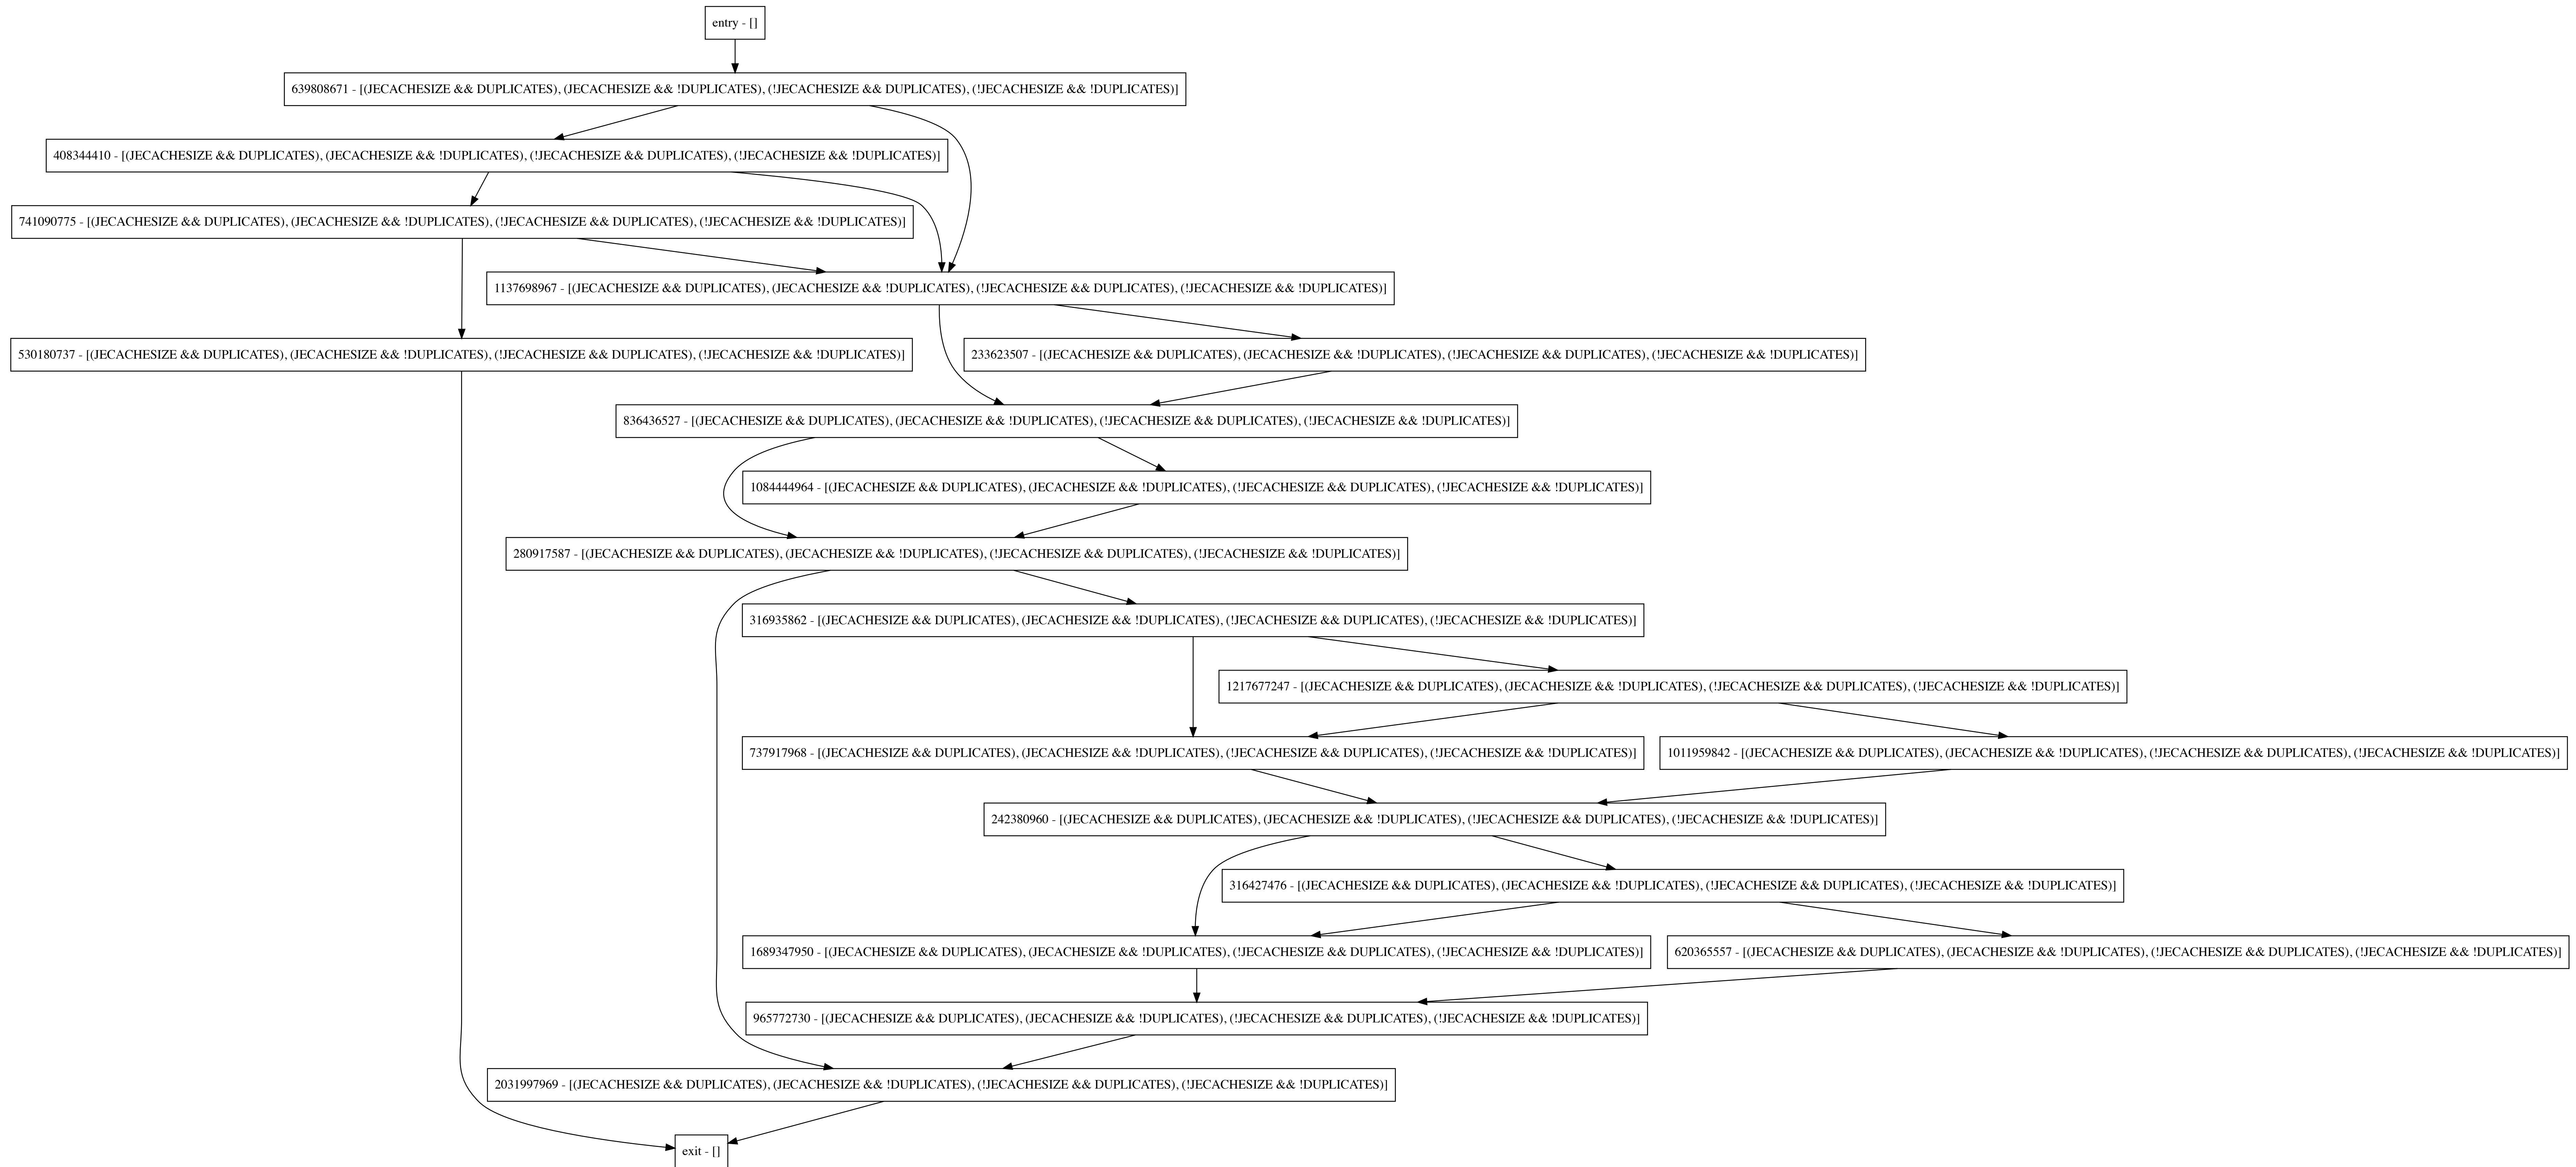 entry - []
639808671 - [(JECACHESIZE && DUPLICATES), (JECACHESIZE && !DUPLICATES), (!JECACHESIZE && DUPLICATES), (!JECACHESIZE && !DUPLICATES)]
408344410 - [(JECACHESIZE && DUPLICATES), (JECACHESIZE && !DUPLICATES), (!JECACHESIZE && DUPLICATES), (!JECACHESIZE && !DUPLICATES)]
741090775 - [(JECACHESIZE && DUPLICATES), (JECACHESIZE && !DUPLICATES), (!JECACHESIZE && DUPLICATES), (!JECACHESIZE && !DUPLICATES)]
1137698967 - [(JECACHESIZE && DUPLICATES), (JECACHESIZE && !DUPLICATES), (!JECACHESIZE && DUPLICATES), (!JECACHESIZE && !DUPLICATES)]
530180737 - [(JECACHESIZE && DUPLICATES), (JECACHESIZE && !DUPLICATES), (!JECACHESIZE && DUPLICATES), (!JECACHESIZE && !DUPLICATES)]
233623507 - [(JECACHESIZE && DUPLICATES), (JECACHESIZE && !DUPLICATES), (!JECACHESIZE && DUPLICATES), (!JECACHESIZE && !DUPLICATES)]
836436527 - [(JECACHESIZE && DUPLICATES), (JECACHESIZE && !DUPLICATES), (!JECACHESIZE && DUPLICATES), (!JECACHESIZE && !DUPLICATES)]
1084444964 - [(JECACHESIZE && DUPLICATES), (JECACHESIZE && !DUPLICATES), (!JECACHESIZE && DUPLICATES), (!JECACHESIZE && !DUPLICATES)]
280917587 - [(JECACHESIZE && DUPLICATES), (JECACHESIZE && !DUPLICATES), (!JECACHESIZE && DUPLICATES), (!JECACHESIZE && !DUPLICATES)]
316935862 - [(JECACHESIZE && DUPLICATES), (JECACHESIZE && !DUPLICATES), (!JECACHESIZE && DUPLICATES), (!JECACHESIZE && !DUPLICATES)]
1217677247 - [(JECACHESIZE && DUPLICATES), (JECACHESIZE && !DUPLICATES), (!JECACHESIZE && DUPLICATES), (!JECACHESIZE && !DUPLICATES)]
737917968 - [(JECACHESIZE && DUPLICATES), (JECACHESIZE && !DUPLICATES), (!JECACHESIZE && DUPLICATES), (!JECACHESIZE && !DUPLICATES)]
1011959842 - [(JECACHESIZE && DUPLICATES), (JECACHESIZE && !DUPLICATES), (!JECACHESIZE && DUPLICATES), (!JECACHESIZE && !DUPLICATES)]
242380960 - [(JECACHESIZE && DUPLICATES), (JECACHESIZE && !DUPLICATES), (!JECACHESIZE && DUPLICATES), (!JECACHESIZE && !DUPLICATES)]
316427476 - [(JECACHESIZE && DUPLICATES), (JECACHESIZE && !DUPLICATES), (!JECACHESIZE && DUPLICATES), (!JECACHESIZE && !DUPLICATES)]
1689347950 - [(JECACHESIZE && DUPLICATES), (JECACHESIZE && !DUPLICATES), (!JECACHESIZE && DUPLICATES), (!JECACHESIZE && !DUPLICATES)]
620365557 - [(JECACHESIZE && DUPLICATES), (JECACHESIZE && !DUPLICATES), (!JECACHESIZE && DUPLICATES), (!JECACHESIZE && !DUPLICATES)]
965772730 - [(JECACHESIZE && DUPLICATES), (JECACHESIZE && !DUPLICATES), (!JECACHESIZE && DUPLICATES), (!JECACHESIZE && !DUPLICATES)]
2031997969 - [(JECACHESIZE && DUPLICATES), (JECACHESIZE && !DUPLICATES), (!JECACHESIZE && DUPLICATES), (!JECACHESIZE && !DUPLICATES)]
exit - []